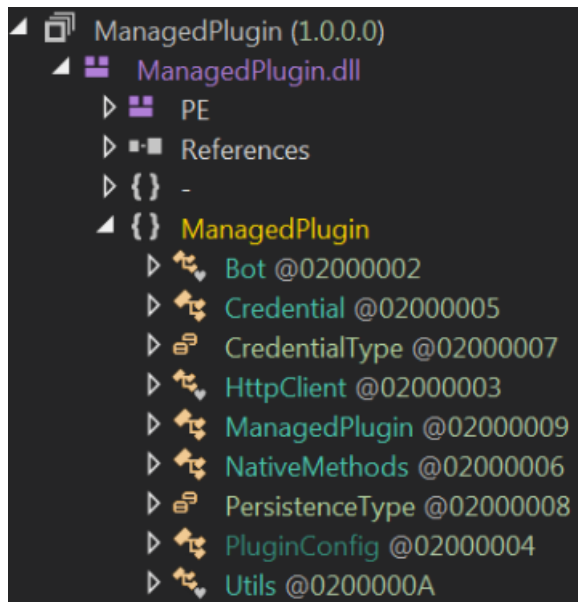 ManagedPlugin (1.0.0.0)
ManagedPlugin.dll
PE
References
{} -
{} ManagedPlugin
Bot @02000002
Credential @02000005
CredentialType @02000007
HttpClient @02000003
ManagedPlugin @02000009
NativeMethods @02000006
PersistenceType @02000008
PluginConfig @02000004
Utils @0200000A